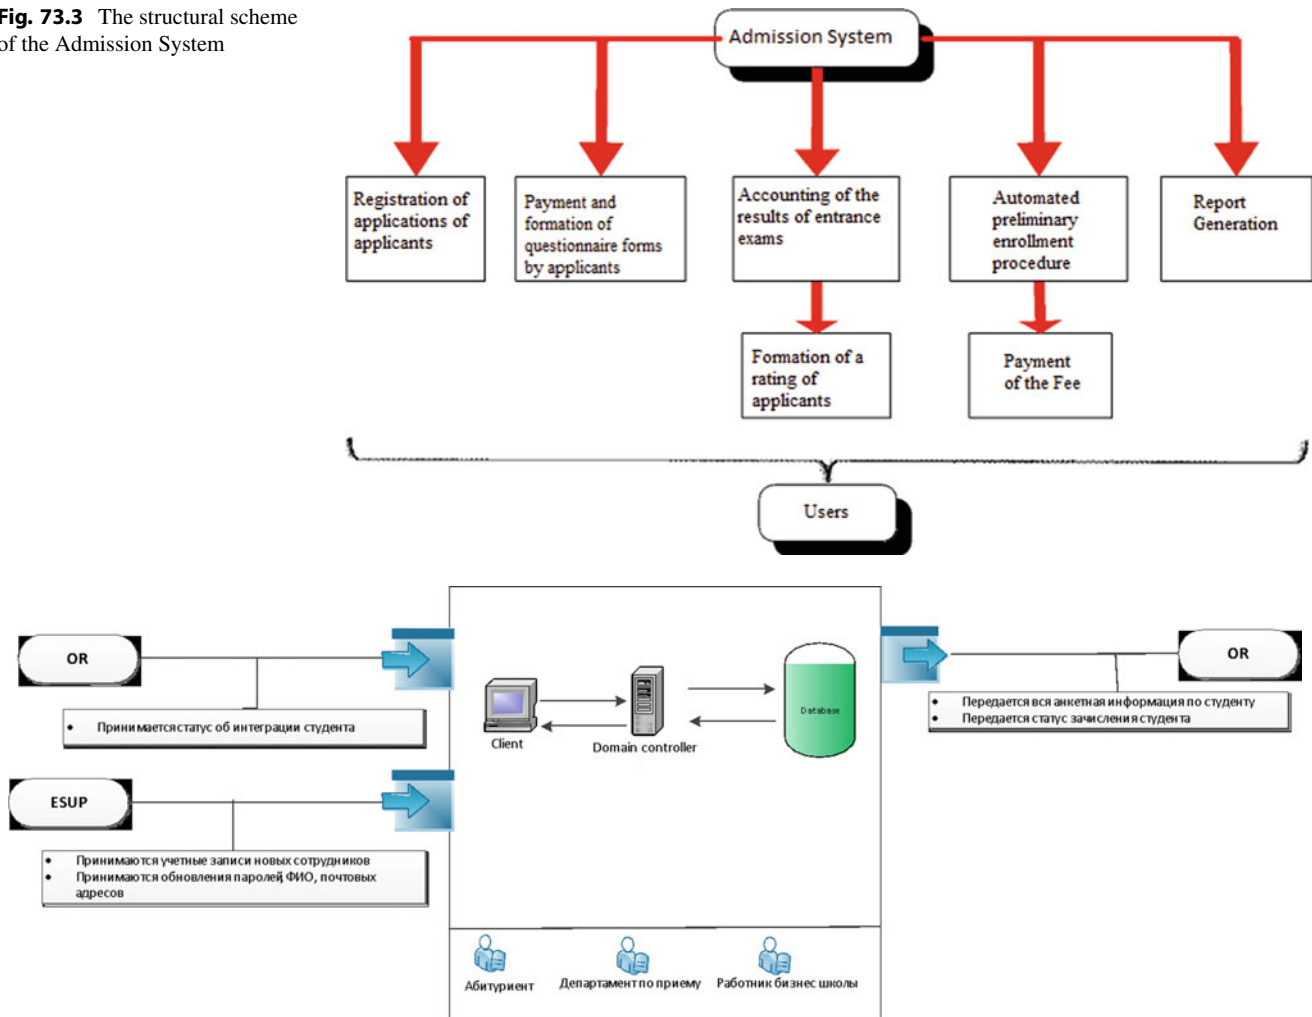 Fig. 73.3 The structural scheme
of the Admission System
Admission System
Registration of
applications of
applicants
Payment and
formation of
questionnaire forms
by applicants
Accounting of the
results of entrance
exams
Automated
preliminary
enrollment
procedure
Report
Generation
Formation of a
rating of
applicants
Payment
of the Fee
Users
OR
• Принимается статус об интеграции студента
ESUP
• Принимаются учетные записи новых сотрудников
• Принимаются обновления паролей, ФИО, почтовых
адресов
Client
Domain controller
Database
OR
• Передается вся анкетная информация по студенту
• Передается статус зачисления студента
Абитуриент
Департамент по приему
Работник бизнес школы